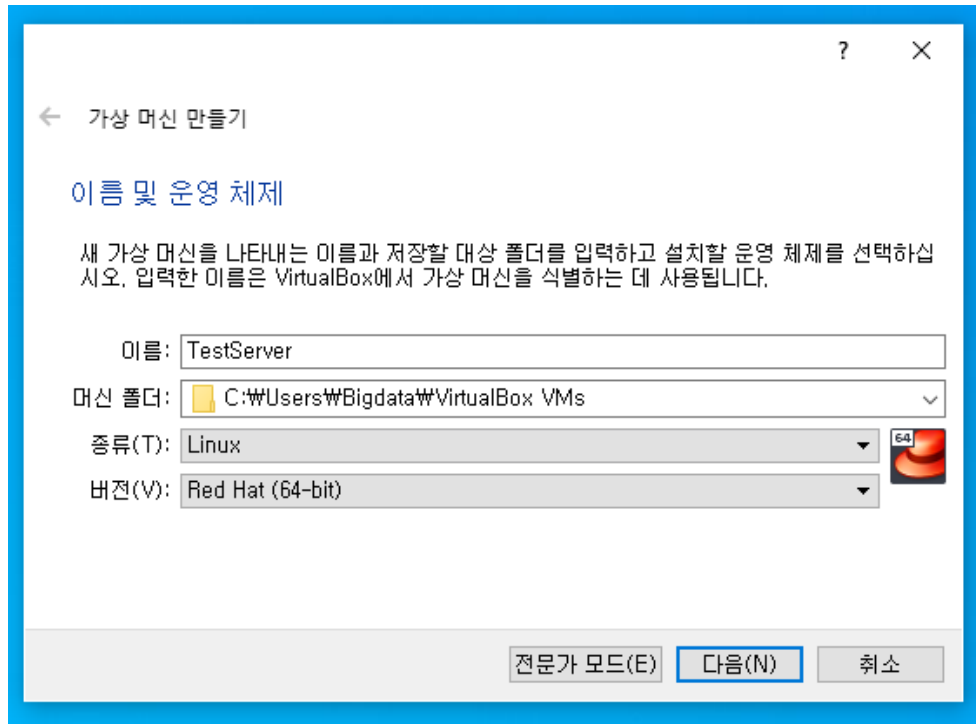 ?
가상 머신 만들기
이름 및 운영 체제
새 가상 머신을 나타내는 이름과 저장할 대상 폴더를 입력하고 설치할 운영 체제를 선택하십
시오. 입력한 이름은 VirtualBox에서 가상 머신을 식별하는 데 사용됩니다.
이름: TestServer
머신 폴더: C:₩Users₩Bigdata₩VirtualBox VMs
종류(T): Linux
64
버전(V): Red Hat (64-bit)
전문가 모드(E) 다음(N) 취소